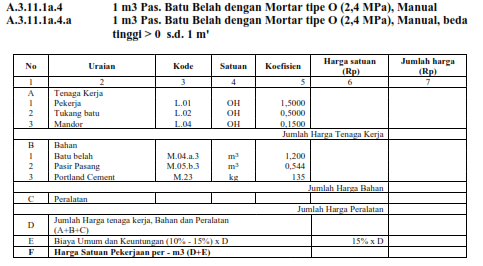 A.3.11.1a.4 1 m3 Pas. Batu Belah dengan Mortar tipe O (2,4 MPa), Manual
A.3.11.1a.4.a 1 m3 Pas. Batu Belah dengan Mortar tipe O (2,4 MPa), Manual, beda
tinggi > 0 s.d. 1 m'
No Uraian Kode Satuan Koefisien Harga satuan (Rp) Jumlah harga (Rp)
1 2 3 4 5 6 7
A Tenaga Kerja
1 Pekerja L.01 OH 1,5000
2 Tukang batu L.02 OH 0,5000
3 Mandor L.04 OH 0,1500
Jumlah Harga Tenaga Kerja
B Bahan
1 Batu belah M.04.a.3 m³ 1,200
2 Pasir Pasang M.05.b.3 m³ 0,544
3 Portland Cement M.23 kg 135
Jumlah Harga Bahan
C Peralatan
Jumlah Harga Peralatan
D Jumlah Harga tenaga kerja, Bahan dan Peralatan
(A+B+C)
E Biaya Umum dan Keuntungan (10% - 15%) x D 15% x D
F Harga Satuan Pekerjaan per - m3 (D+E)